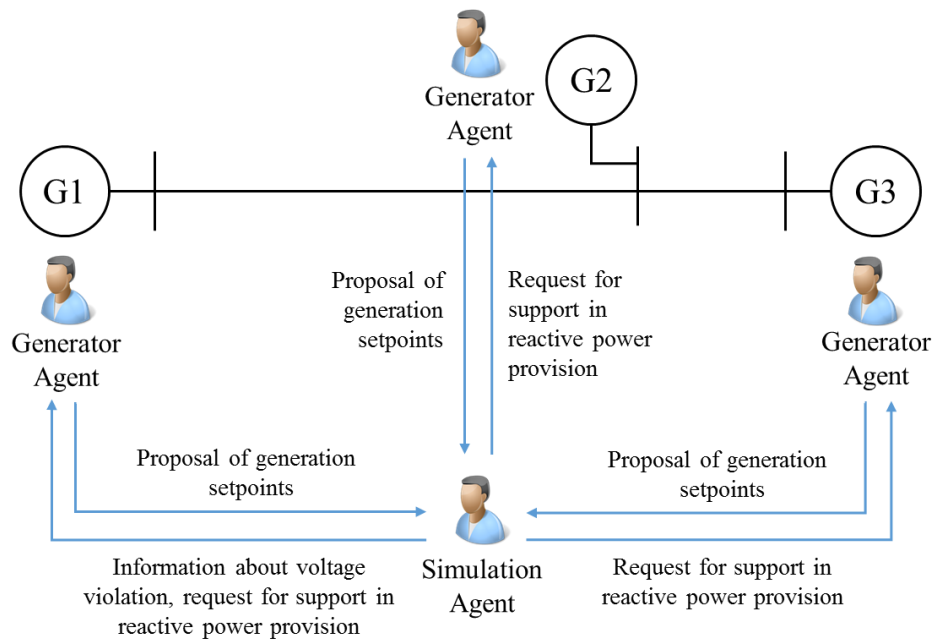 Generator
Agent
G2
G1
G3
Proposal of
generation
setpoints
Request for
support in
reactive power
provision
Generator
Agent
Generator
Agent
Proposal of generation
setpoints
Proposal of generation
setpoints
Information about voltage
violation, request for support in
reactive power provision
Simulation
Agent
Request for support in
reactive power provision